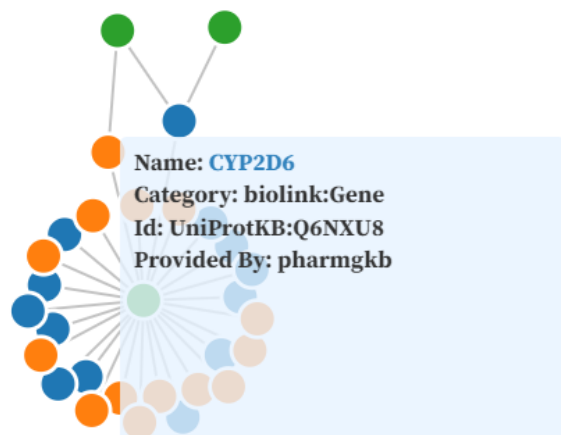 Name: CYP2D6
Category: biolink:Gene
Id: UniProtKB:Q6NXU8
Provided By: pharmgkb